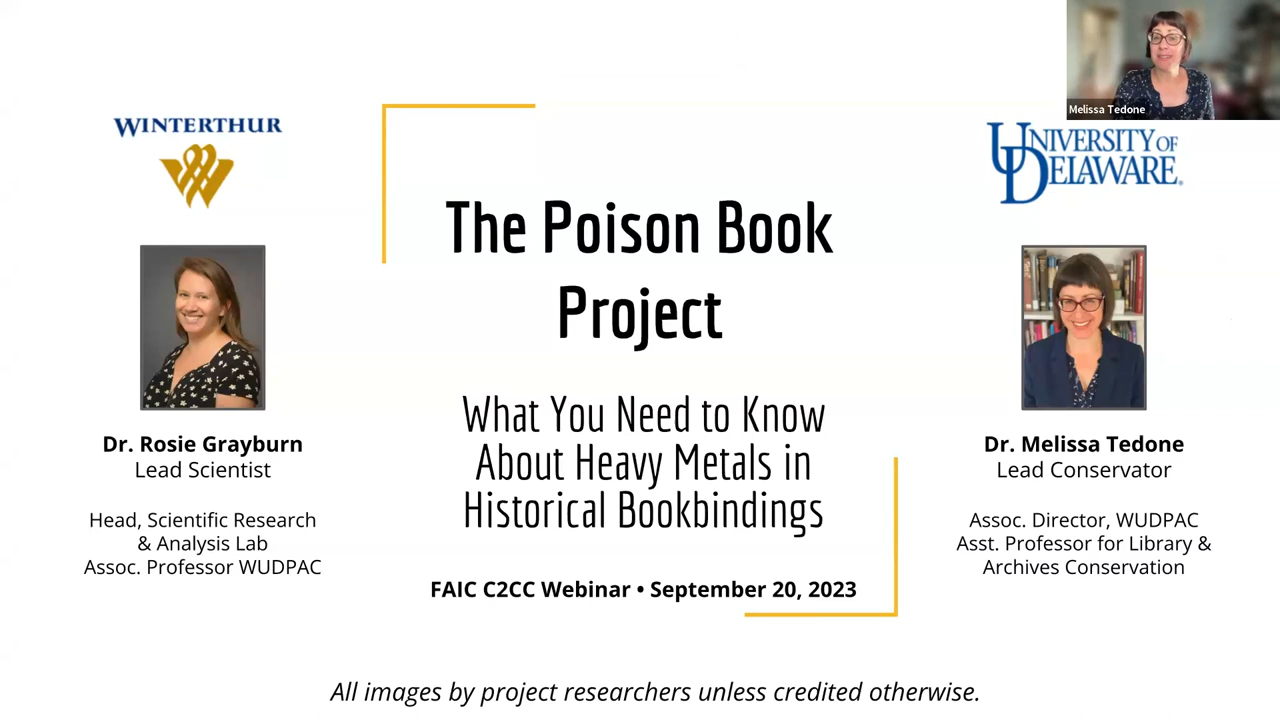 Melissa Tedone
WINTERTHUR
UNIVERSITY OF
DELAWARE
The Poison Book
Project
What You Need to Know
About Heavy Metals in
Historical Bookbindings
FAIC C2CC Webinar • September 20, 2023
Dr. Rosie Grayburn
Lead Scientist
Head, Scientific Research
& Analysis Lab
Assoc. Professor WUDPAC
Dr. Melissa Tedone
Lead Conservator
Assoc. Director, WUDPAC
Asst. Professor for Library &
Archives Conservation
All images by project researchers unless credited otherwise.